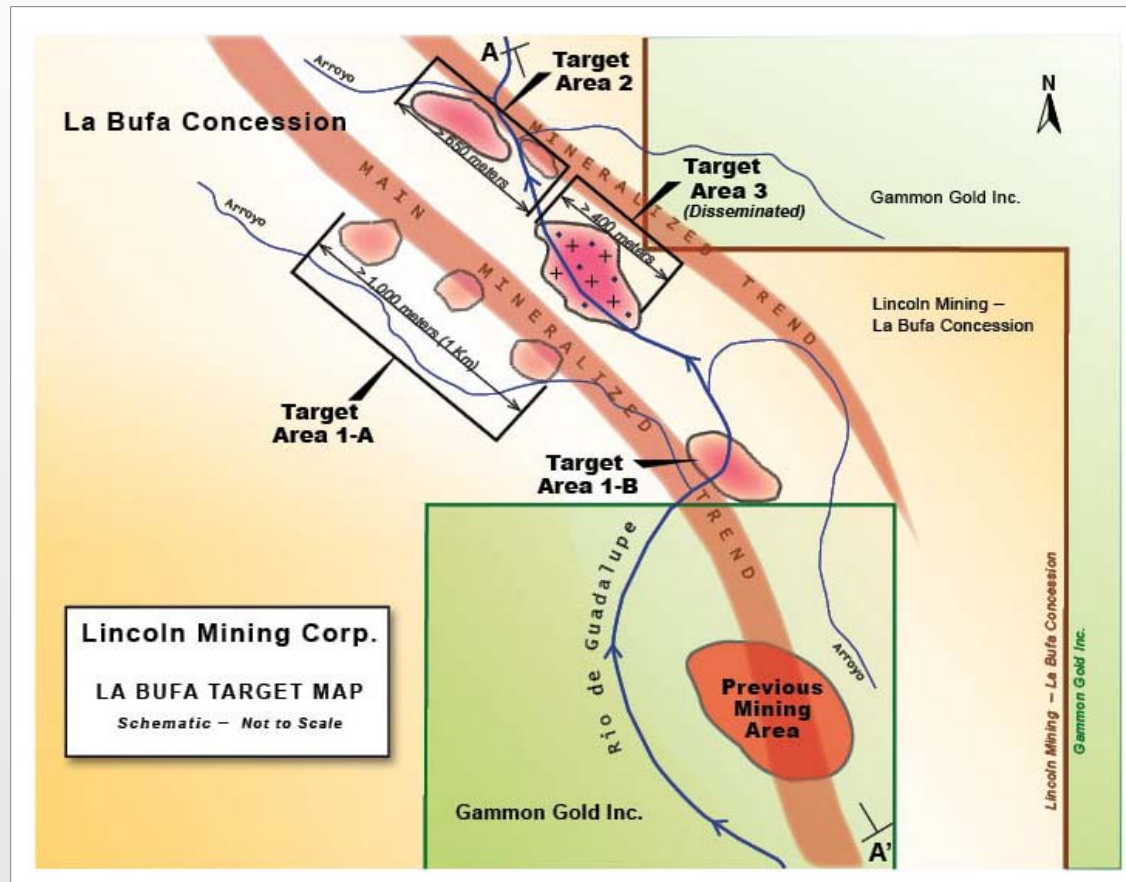 A
Target
Area 2
Arroyo
N
La Bufa Concession
> 650 meters
MINERALIZED TREND
Target
Area 3
(Disseminated)
Gammon Gold Inc.
Arroyo
> 400 meters
MAIN MINERALIZED TREND
> 1,000 meters (1 Km)
Lincoln Mining –
La Bufa Concession
Target
Area 1-A
Target
Area 1-B
Rio de Guadalupe
Lincoln Mining Corp.
LA BUFA TARGET MAP
Schematic – Not to Scale
Arroyo
Previous
Mining
Area
Gammon Gold Inc.
A'
Lincoln Mining – La Bufa Concession
Gammon Gold Inc.